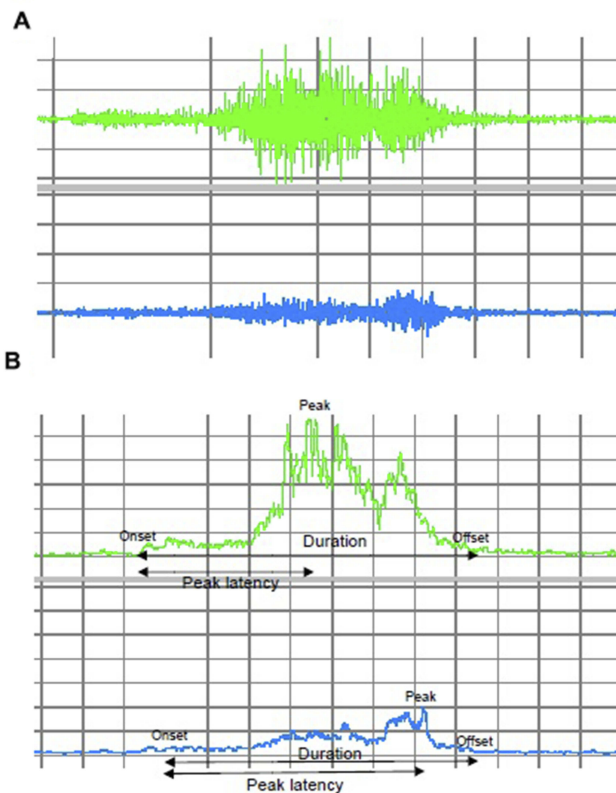 A
B
Peak
Onset
Duration
Offset
Peak latency
Peak
Onset
Duration
Offset
Peak latency